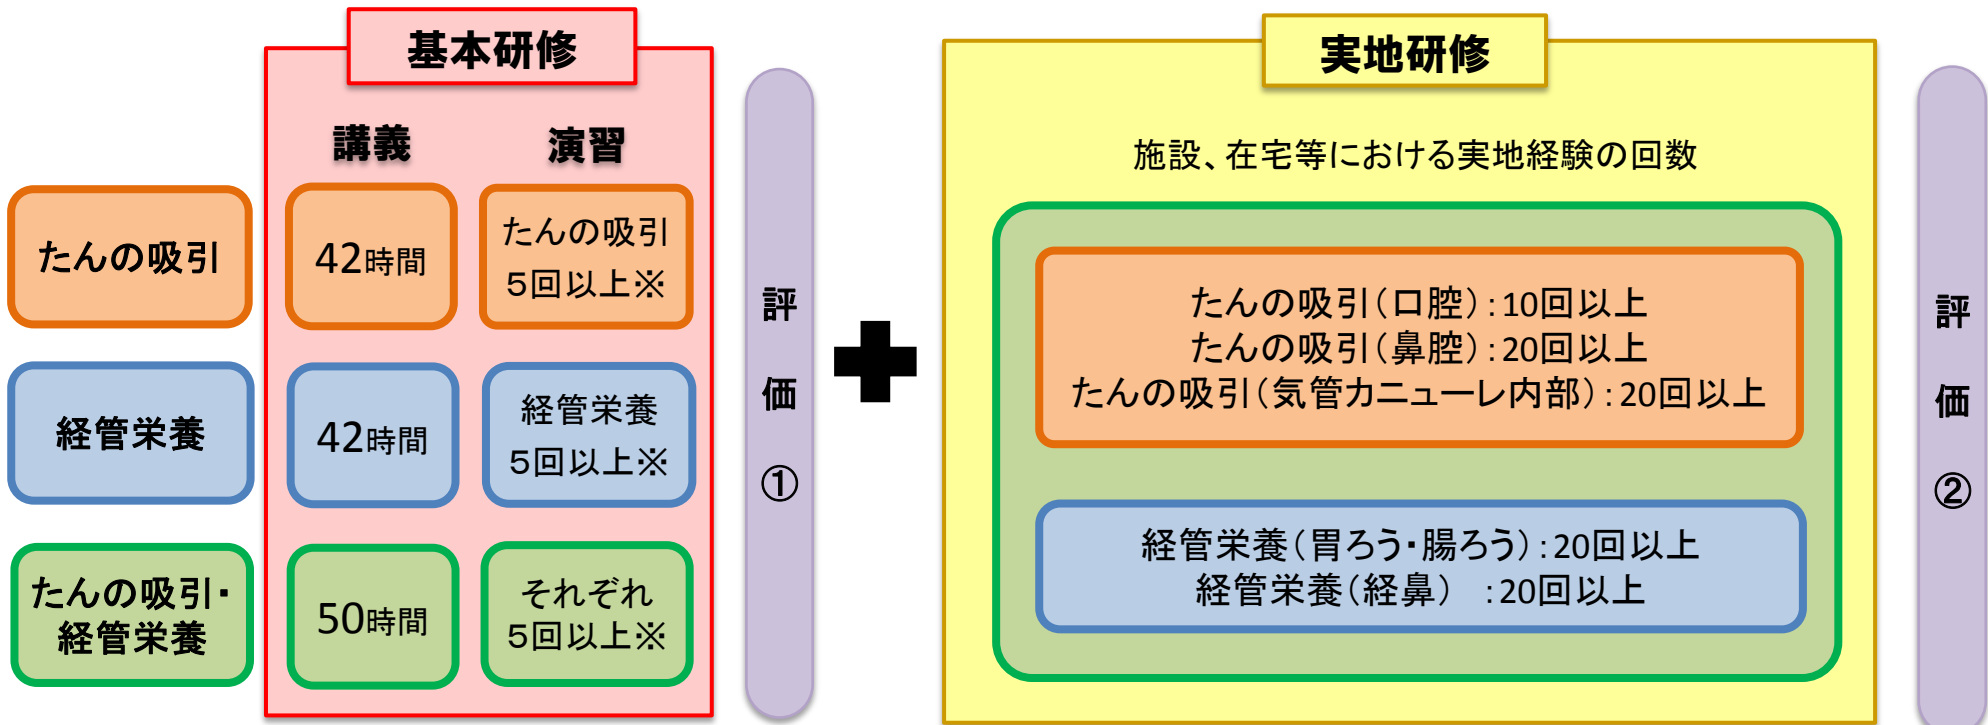 基本研修
講義
演習
たんの吸引
42時間
たんの吸引
5回以上※
経管栄養
42時間
経管栄養
5回以上※
たんの吸引・
経管栄養
50時間
それぞれ
5回以上※
評価①
実地研修
施設、在宅等における実地経験の回数
たんの吸引(口腔):10回以上
たんの吸引(鼻腔):20回以上
たんの吸引(気管カニューレ内部):20回以上
経管栄養(胃ろう・腸ろう):20回以上
経管栄養(経鼻) :20回以上
評価②